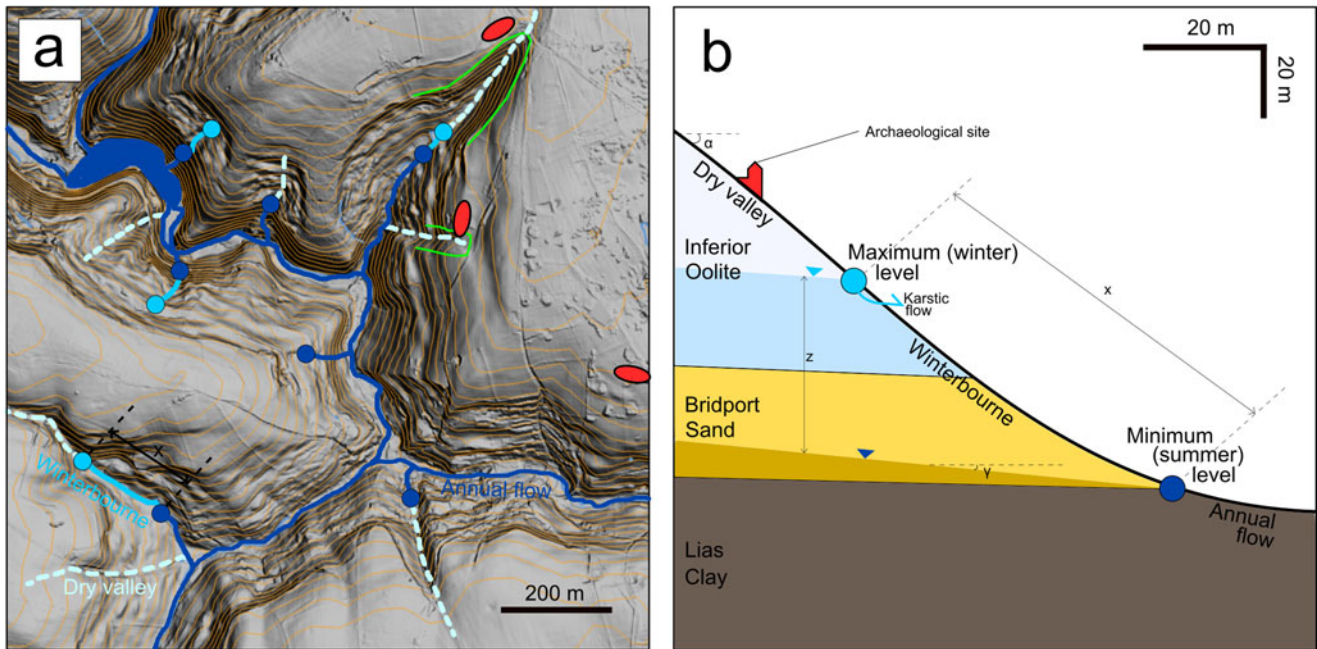 a
x
Winterbourne
Annual flow
Dry valley
200 m
b
20 m
20 m
Archaeological site
α
Dry valley
Inferior
Oolite
Maximum (winter)
level
Karstic
flow
x
z
Winterbourne
Bridport
Sand
Minimum
(summer)
level
γ
Annual
flow
Lias
Clay